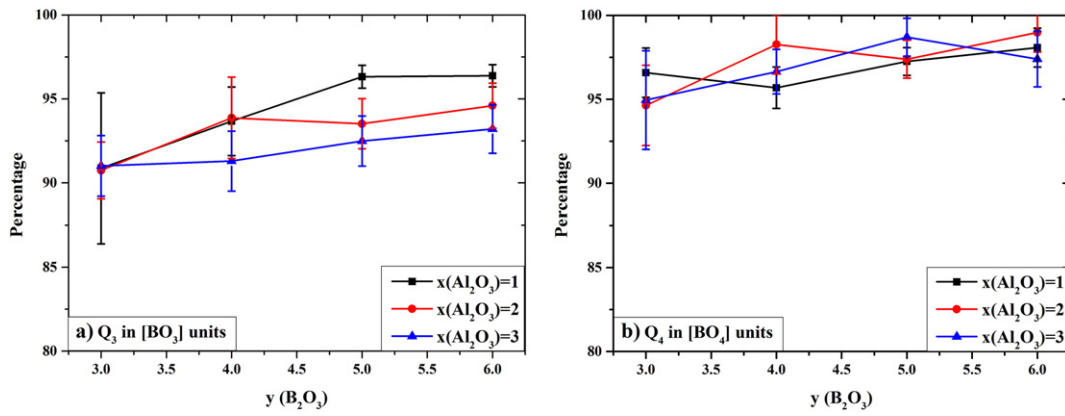 100
95
90
85
80
Percentage
x(Al₂O₃)=1
x(Al₂O₃)=2
x(Al₂O₃)=3
a) Q₃ in [BO₃] units
3.0 3.5 4.0 4.5 5.0 5.5 6.0
y (B₂O₃)
100
95
90
85
80
Percentage
x(Al₂O₃)=1
x(Al₂O₃)=2
x(Al₂O₃)=3
b) Q₄ in [BO₄] units
3.0 3.5 4.0 4.5 5.0 5.5 6.0
y (B₂O₃)